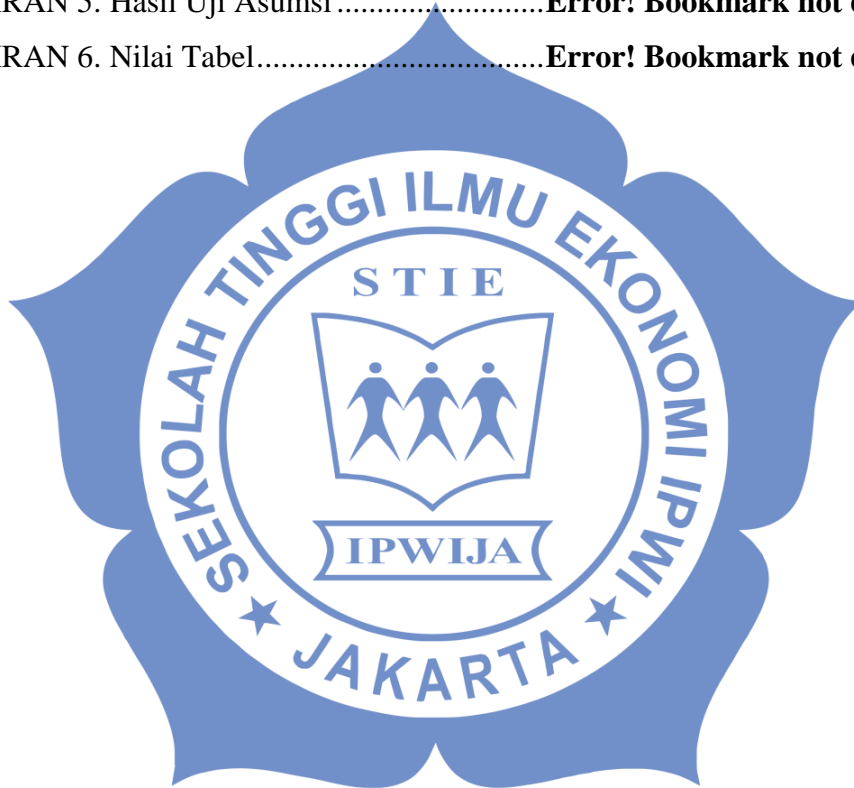 RAN 5. Hasil Uji Asumsi..........................Error! Bookmark not
RAN 6. Nilai Tabel....................................Error! Bookmark not
SEKOLAH TINGGI ILMU EKONOMI IPWI
STIE
IPWIJA
★ JAKARTA ★